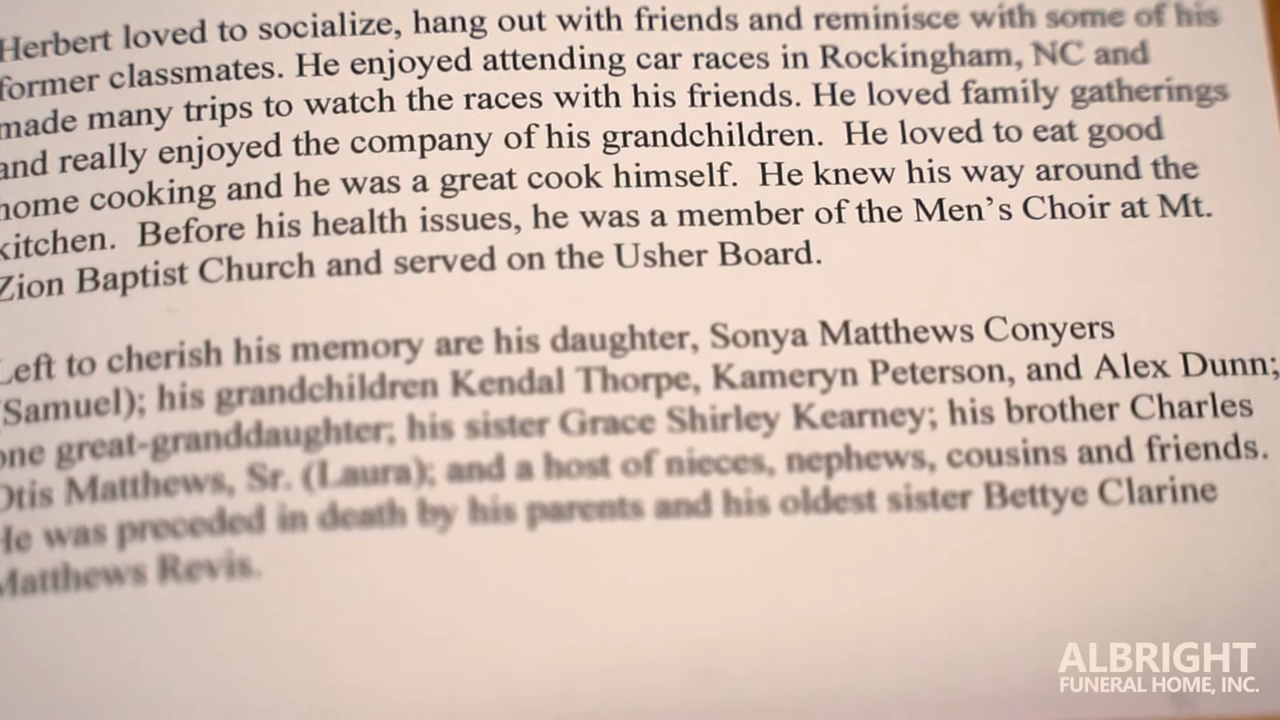 Herbert loved to socialize, hang out with friends and reminisce with some of his
former classmates. He enjoyed attending car races in Rockingham, NC and
made many trips to watch the races with his friends. He loved family gatherings
and really enjoyed the company of his grandchildren. He loved to eat good
home cooking and he was a great cook himself. He knew his way around the
kitchen. Before his health issues, he was a member of the Men's Choir at Mt.
Zion Baptist Church and served on the Usher Board.
Left to cherish his memory are his daughter, Sonya Matthews Conyers
(Samuel); his grandchildren Kendal Thorpe, Kameryn Peterson, and Alex Dunn;
one great-granddaughter; his sister Grace Shirley Kearney; his brother Charles
Otis Matthews, Sr. (Laura); and a host of nieces, nephews, cousins and friends.
He was preceded in death by his parents and his oldest sister Bettye Clarine
Matthews Revis.
ALBRIGHT
FUNERAL HOME, INC.